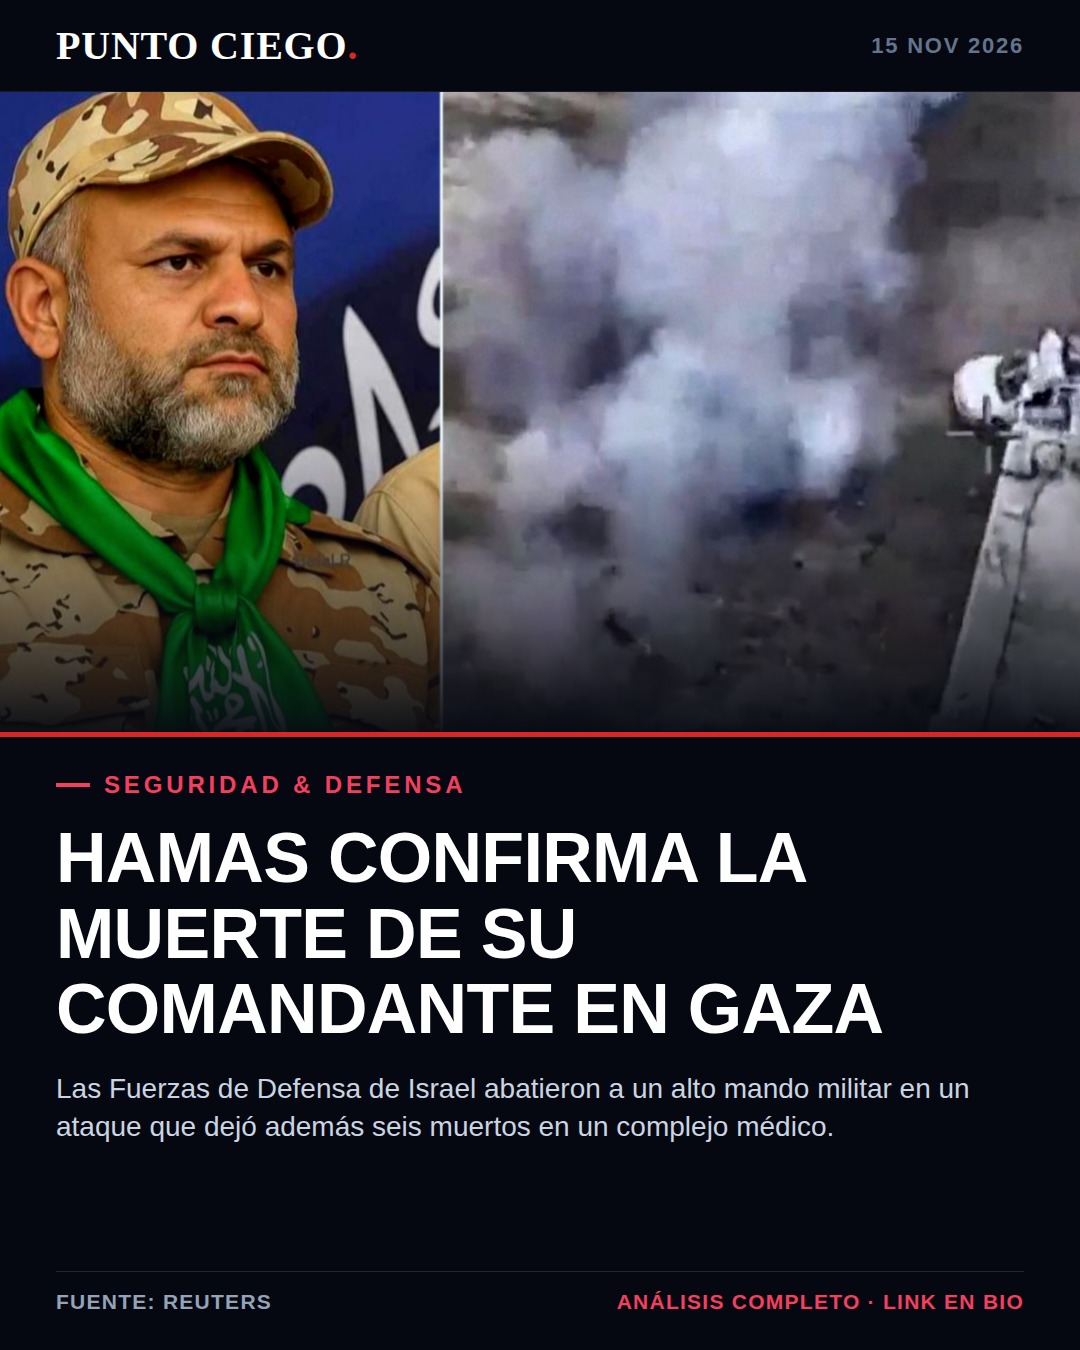 PUNTO CIEGO.
15 NOV 2026
SEGURIDAD & DEFENSA
HAMAS CONFIRMA LA
MUERTE DE SU
COMANDANTE EN GAZA
Las Fuerzas de Defensa de Israel abatieron a un alto mando militar en un
ataque que dejó además seis muertos en un complejo médico.
FUENTE: REUTERS
ANÁLISIS COMPLETO · LINK EN BIO